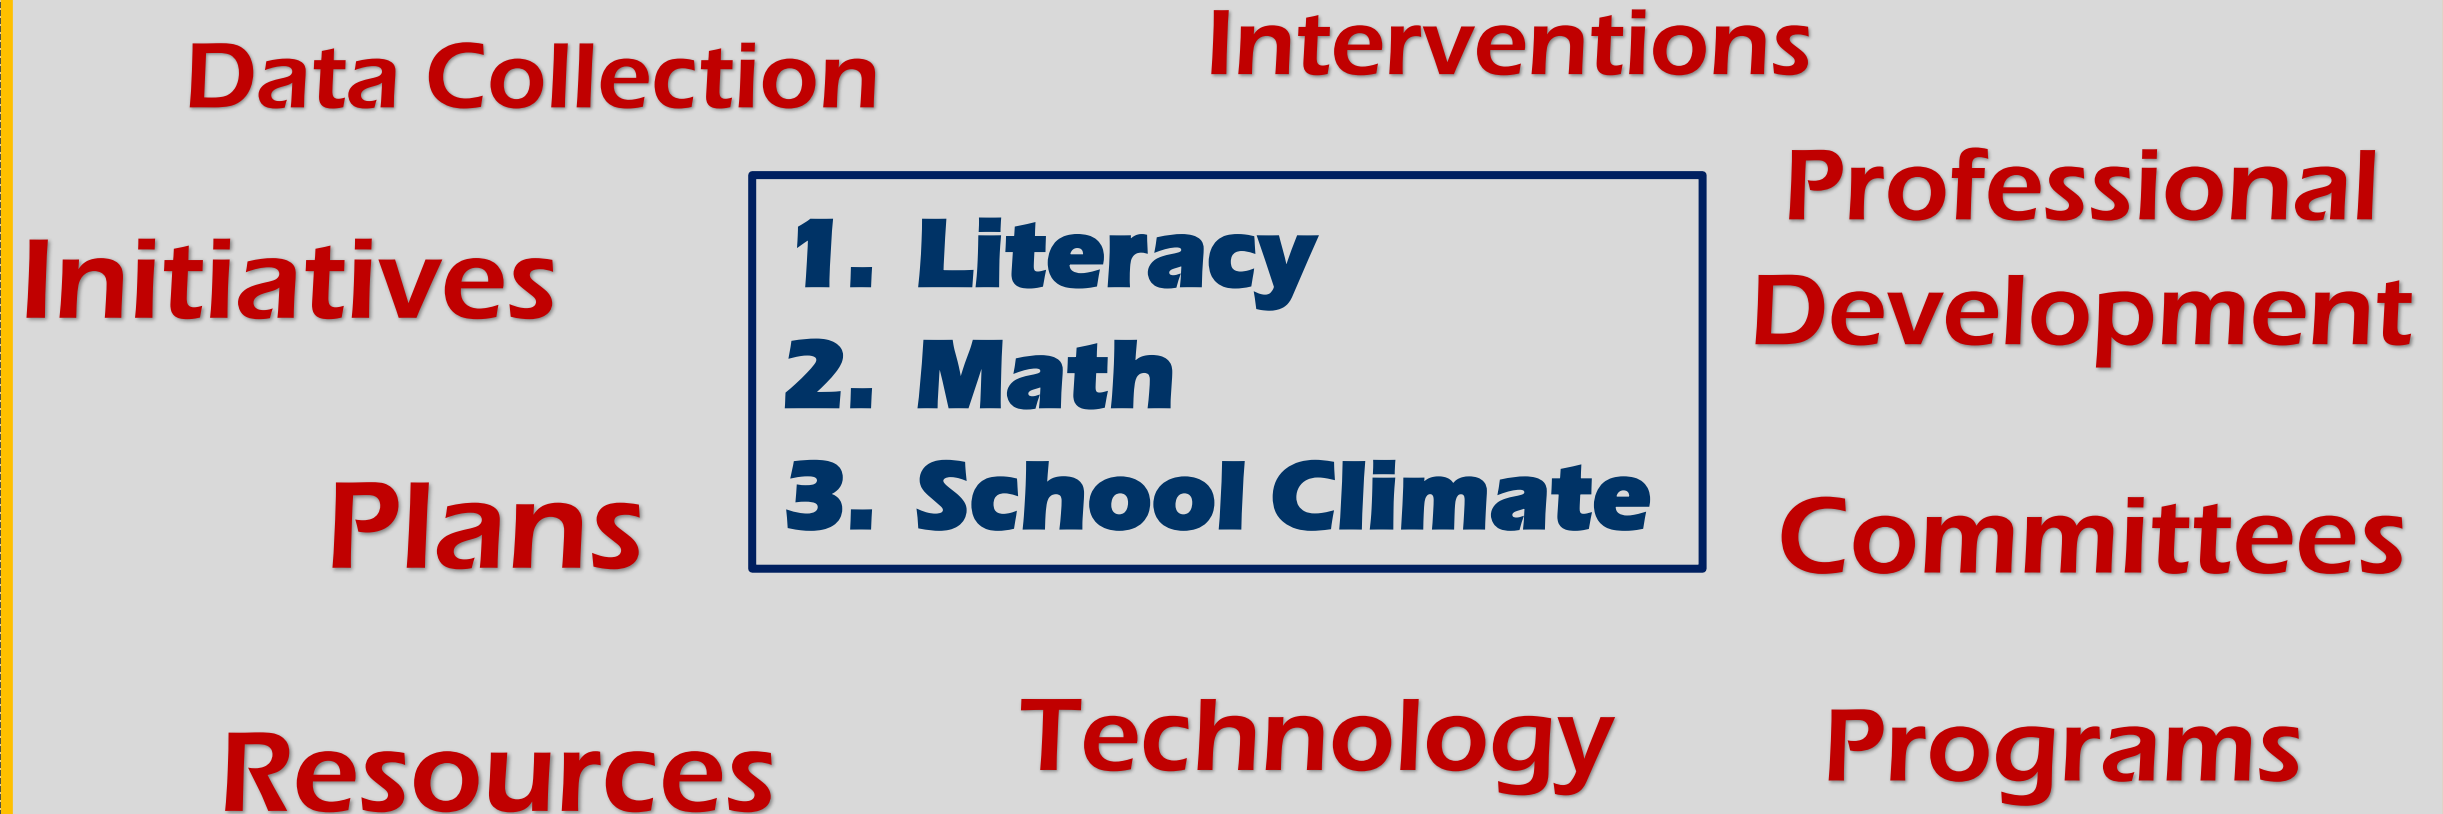 Interventions
Data Collection
Professional
Development
Initiatives
1. Literacy
2. Math
3. School Climate
Plans
Committees
Technology
Programs
Resources